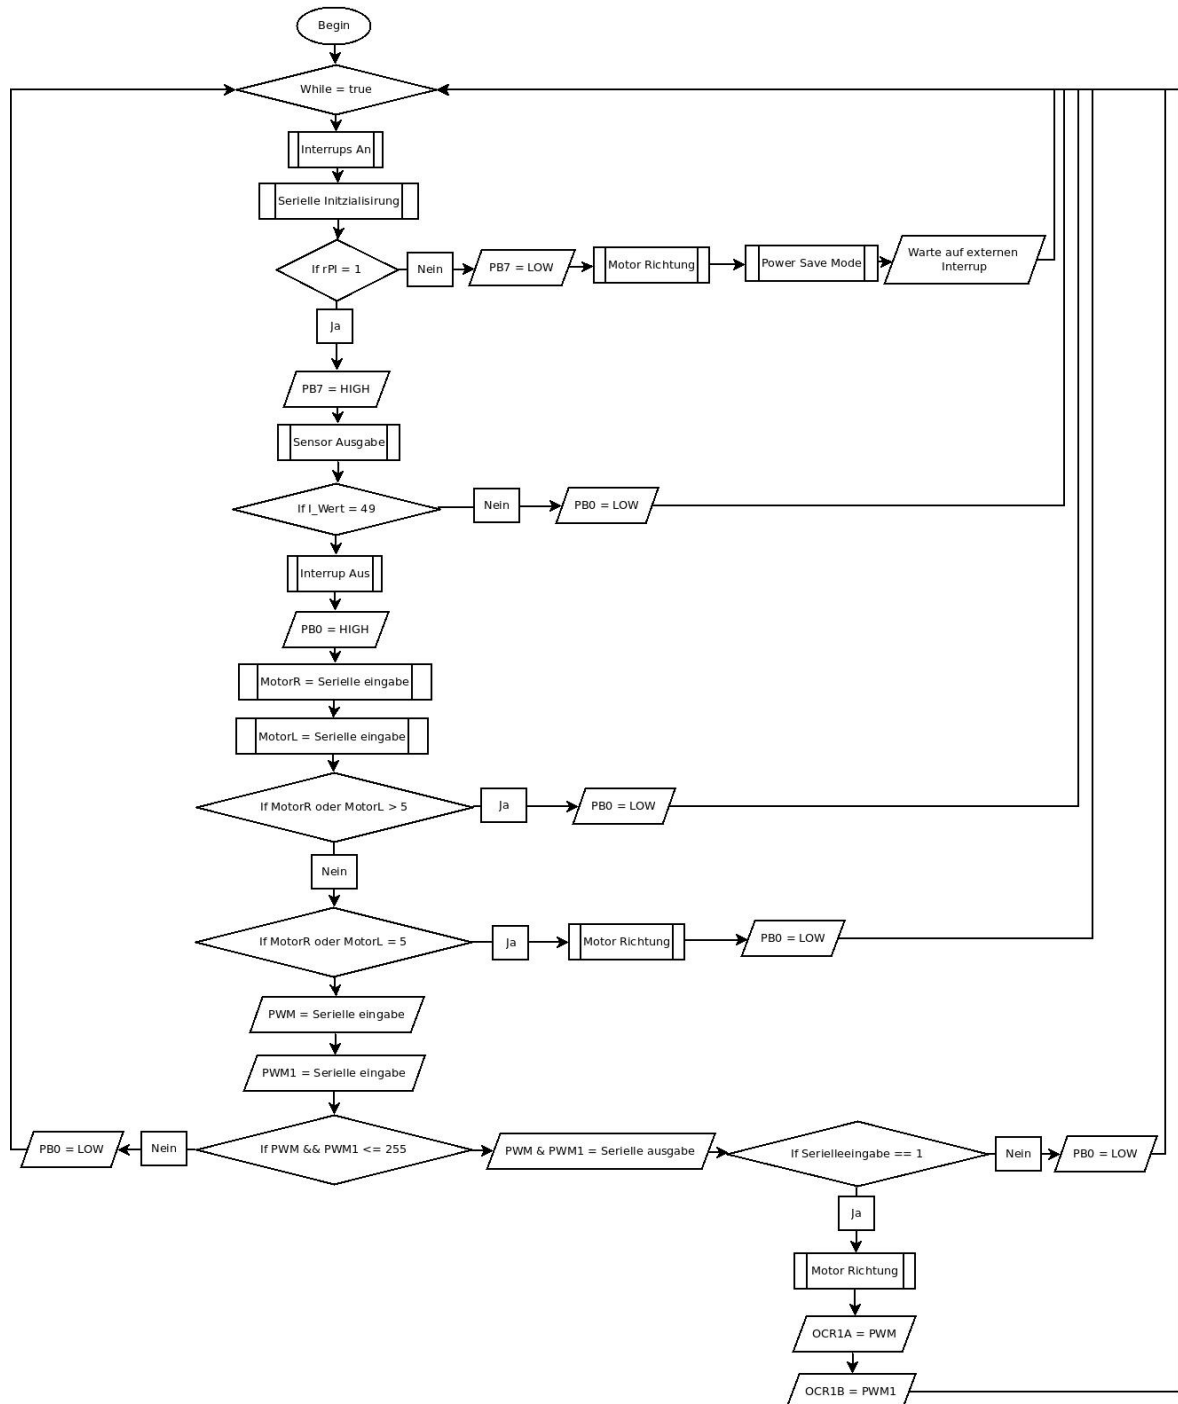 Begin
While = true
Interrups An
Serielle Initzialisirung
If rPI = 1
Nein
PB7 = LOW
Motor Richtung
Power Save Mode
Warte auf externen
Interrup
Ja
PB7 = HIGH
Sensor Ausgabe
If I_Wert = 49
Nein
PB0 = LOW
Interrup Aus
PB0 = HIGH
MotorR = Serielle eingabe
MotorL = Serielle eingabe
If MotorR oder MotorL > 5
Ja
PB0 = LOW
Nein
If MotorR oder MotorL = 5
Ja
Motor Richtung
PB0 = LOW
PWM = Serielle eingabe
PWM1 = Serielle eingabe
PB0 = LOW
Nein
If PWM && PWM1 <= 255
PWM & PWM1 = Serielle ausgabe
If Serielleeingabe == 1
Nein
PB0 = LOW
Ja
Motor Richtung
OCR1A = PWM
OCR1B = PWM1